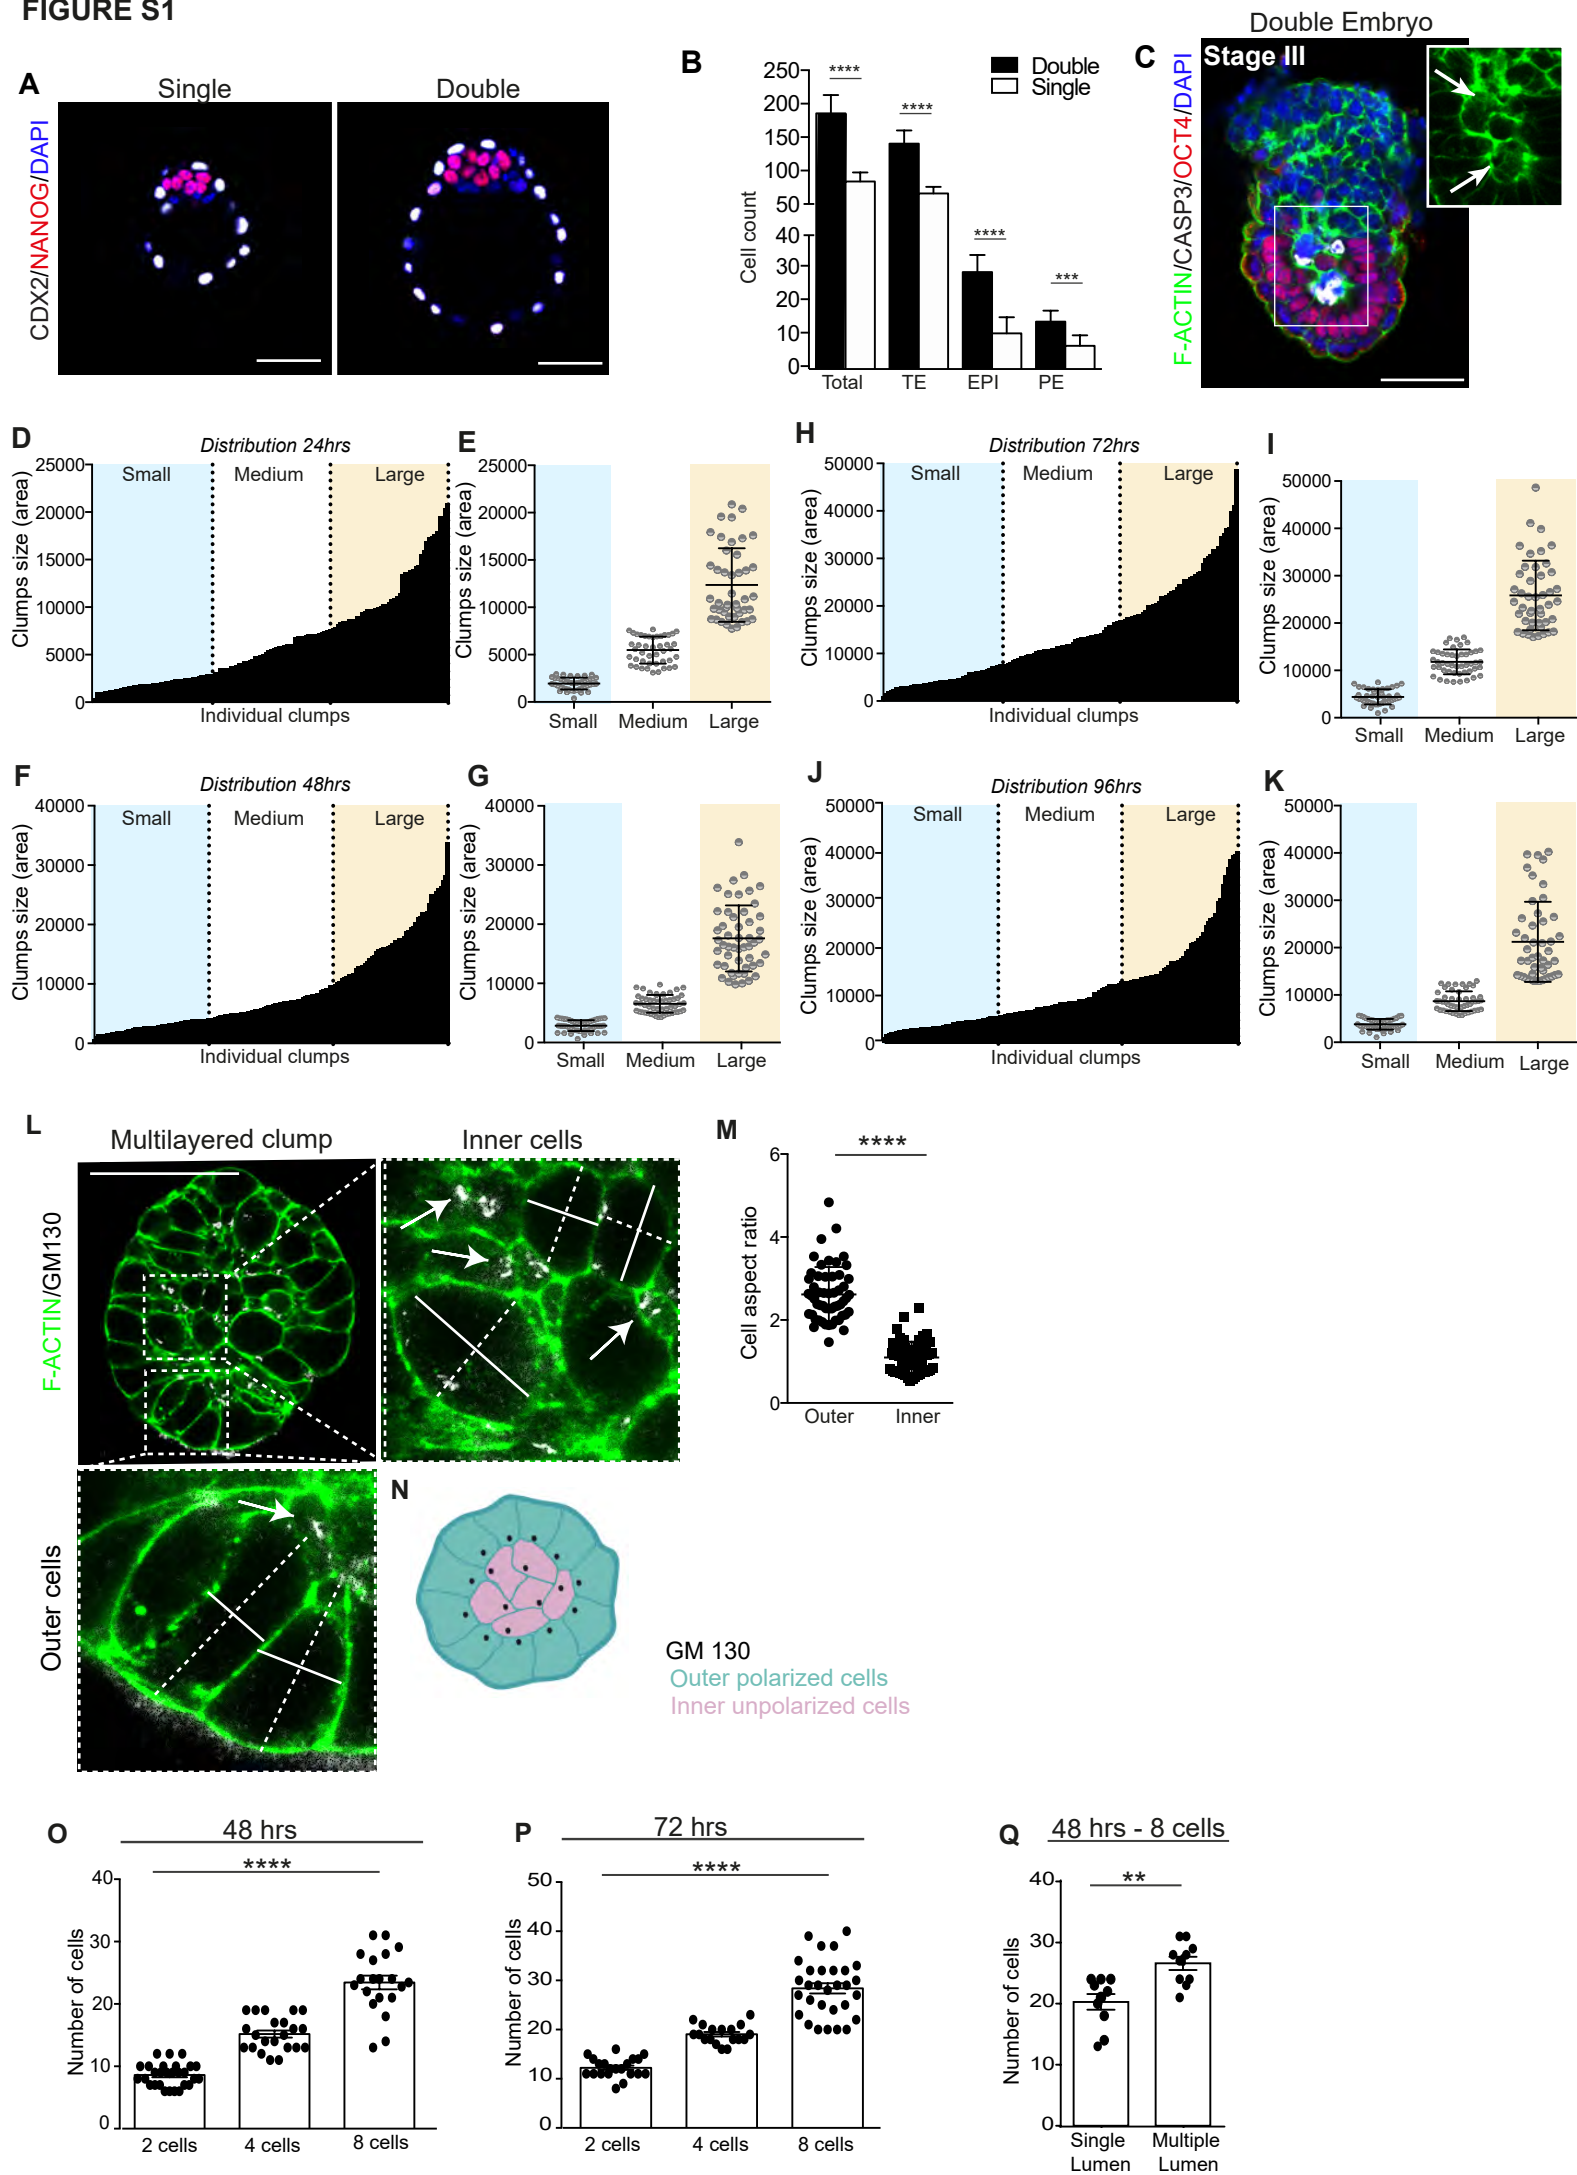 FIGURE S1
A
Single
Double
CDX2/NANOG/DAPI
B
Cell count
250
200
150
100
50
40
30
20
10
0
****
****
****
***
Double
Single
Total
TE
EPI
PE
C
Double Embryo
Stage III
F-ACTIN/CASP3/OCT4/DAPI
D
Distribution 24hrs
Small
Medium
Large
Clumps size (area)
25000
20000
15000
10000
5000
0
Individual clumps
E
Clumps size (area)
25000
20000
15000
10000
5000
0
Small
Medium
Large
H
Distribution 72hrs
Small
Medium
Large
Clumps size (area)
50000
40000
30000
20000
10000
0
Individual clumps
I
Clumps size (area)
50000
40000
30000
20000
10000
0
Small
Medium
Large
F
Distribution 48hrs
Small
Medium
Large
Clumps size (area)
40000
30000
20000
10000
0
Individual clumps
G
Clumps size (area)
40000
30000
20000
10000
0
Small
Medium
Large
J
Distribution 96hrs
Small
Medium
Large
Clumps size (area)
50000
40000
30000
20000
10000
0
Individual clumps
K
Clumps size (area)
50000
40000
30000
20000
10000
0
Small
Medium
Large
L
Multilayered clump
Inner cells
F-ACTIN/GM130
Outer cells
M
****
Cell aspect ratio
6
4
2
0
Outer
Inner
N
GM 130
Outer polarized cells
Inner unpolarized cells
O
48 hrs
****
Number of cells
40
30
20
10
0
2 cells
4 cells
8 cells
P
72 hrs
****
Number of cells
50
40
30
20
10
0
2 cells
4 cells
8 cells
Q
48 hrs - 8 cells
**
Number of cells
40
30
20
10
0
Single
Lumen
Multiple
Lumen